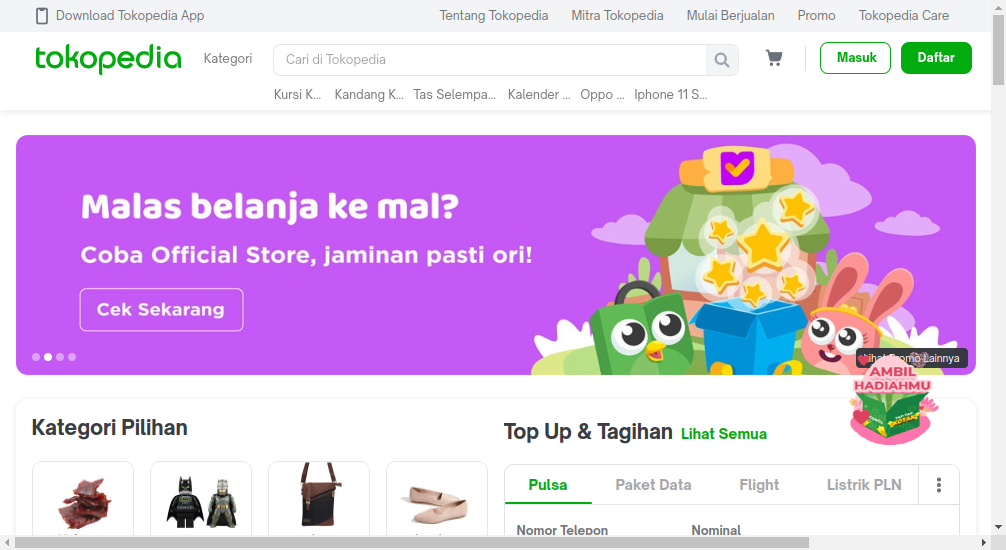 Download Tokopedia App
Tentang Tokopedia Mitra Tokopedia Mulai Berjualan Promo Tokopedia Care
tokopedia Kategori Cari di Tokopedia Masuk Daftar
Kursi K... Kandang K... Tas Selempa... Kalender ... Oppo ... Iphone 11 S...
Malas belanja ke mal?
Coba Official Store, jaminan pasti ori!
Cek Sekarang
Lihat Promo Lainnya
AMBIL
HADIAHMU
Kategori Pilihan
Top Up & Tagihan Lihat Semua
Pulsa Paket Data Flight Listrik PLN
Nomor Telepon Nominal